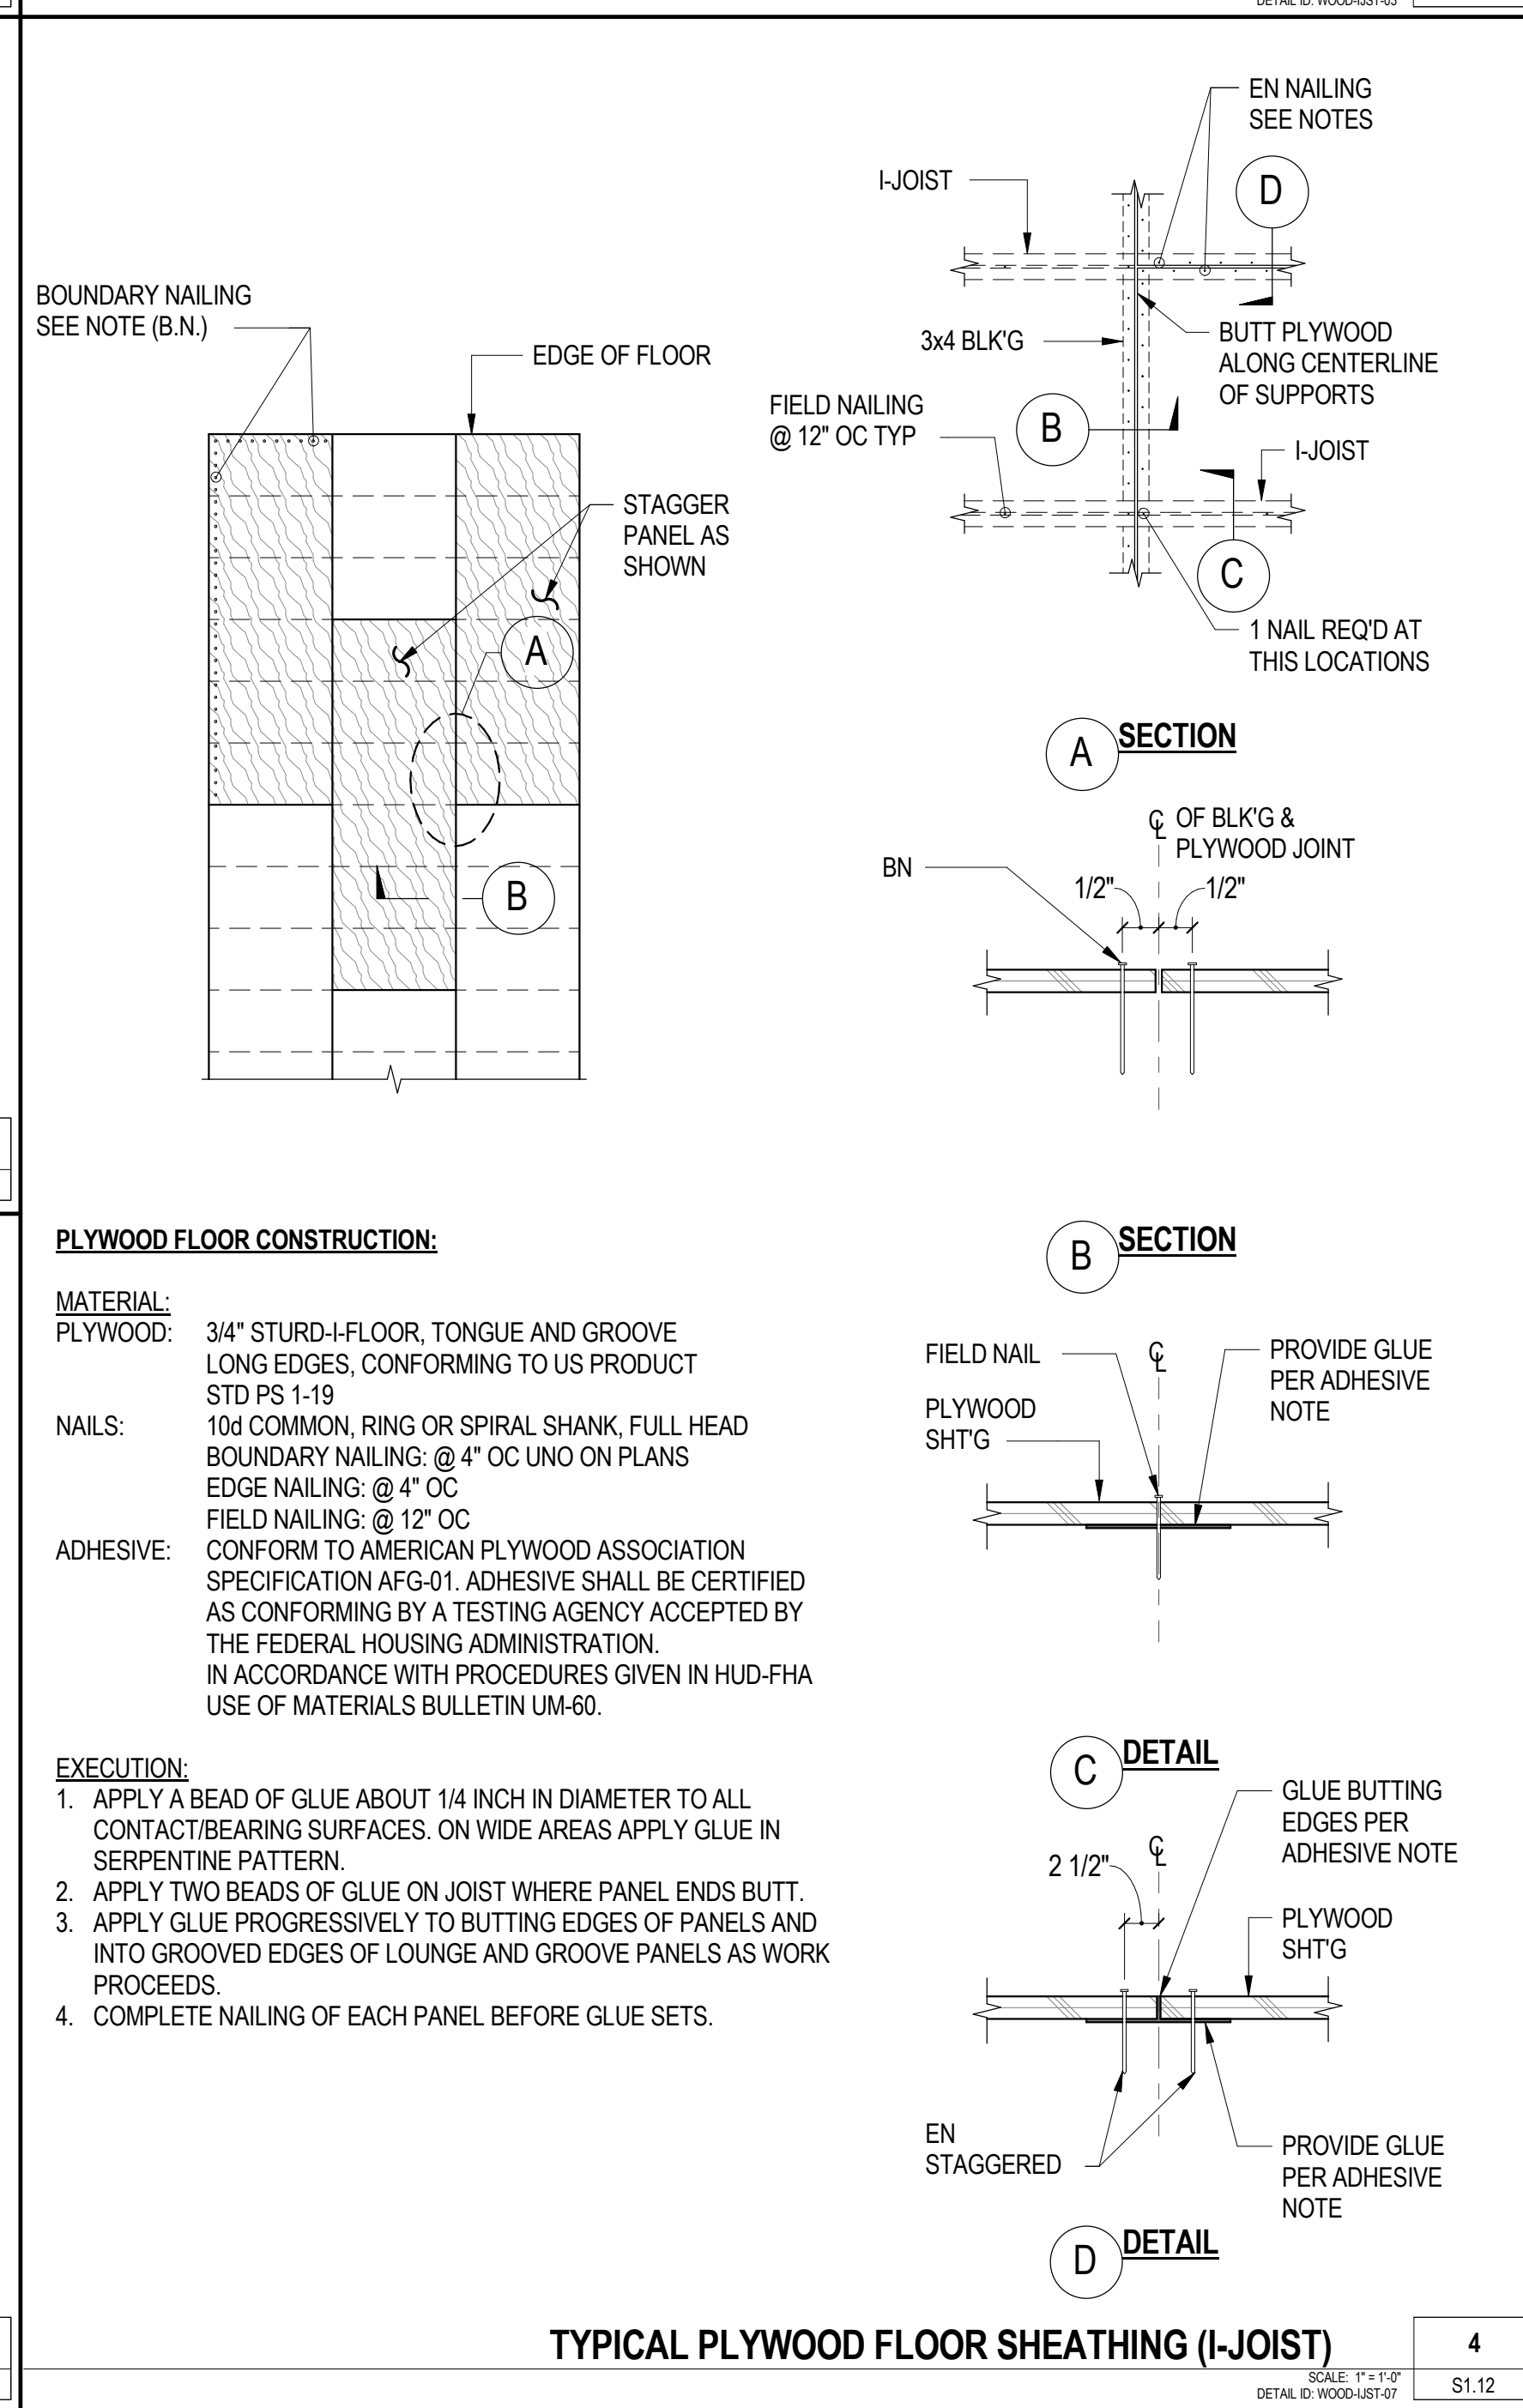 DETAIL ID: WOOD-IJST-03
EN NAILING
SEE NOTES
I-JOIST
D
BOUNDARY NAILING
SEE NOTE (B.N.)
EDGE OF FLOOR
3x4 BLK'G
BUTT PLYWOOD
ALONG CENTERLINE
OF SUPPORTS
FIELD NAILING
@ 12" OC TYP
B
I-JOIST
STAGGER
PANEL AS
SHOWN
C
A
1 NAIL REQ'D AT
THIS LOCATIONS
A SECTION
℄ OF BLK'G &
PLYWOOD JOINT
BN
1/2" 1/2"
B
B SECTION
PLYWOOD FLOOR CONSTRUCTION:
MATERIAL:
PLYWOOD: 3/4" STURD-I-FLOOR, TONGUE AND GROOVE
LONG EDGES, CONFORMING TO US PRODUCT
STD PS 1-19
NAILS: 10d COMMON, RING OR SPIRAL SHANK, FULL HEAD
BOUNDARY NAILING: @ 4" OC UNO ON PLANS
EDGE NAILING: @ 4" OC
FIELD NAILING: @ 12" OC
ADHESIVE: CONFORM TO AMERICAN PLYWOOD ASSOCIATION
SPECIFICATION AFG-01. ADHESIVE SHALL BE CERTIFIED
AS CONFORMING BY A TESTING AGENCY ACCEPTED BY
THE FEDERAL HOUSING ADMINISTRATION.
IN ACCORDANCE WITH PROCEDURES GIVEN IN HUD-FHA
USE OF MATERIALS BULLETIN UM-60.
EXECUTION:
1. APPLY A BEAD OF GLUE ABOUT 1/4 INCH IN DIAMETER TO ALL
CONTACT/BEARING SURFACES. ON WIDE AREAS APPLY GLUE IN
SERPENTINE PATTERN.
2. APPLY TWO BEADS OF GLUE ON JOIST WHERE PANEL ENDS BUTT.
3. APPLY GLUE PROGRESSIVELY TO BUTTING EDGES OF PANELS AND
INTO GROOVED EDGES OF LOUNGE AND GROOVE PANELS AS WORK
PROCEEDS.
4. COMPLETE NAILING OF EACH PANEL BEFORE GLUE SETS.
FIELD NAIL
℄
PROVIDE GLUE
PER ADHESIVE
NOTE
PLYWOOD
SHT'G
C DETAIL
GLUE BUTTING
EDGES PER
ADHESIVE NOTE
2 1/2"
℄
PLYWOOD
SHT'G
EN
STAGGERED
PROVIDE GLUE
PER ADHESIVE
NOTE
D DETAIL
TYPICAL PLYWOOD FLOOR SHEATHING (I-JOIST)
4
SCALE: 1" = 1'-0"
DETAIL ID: WOOD-IJST-07
S1.12